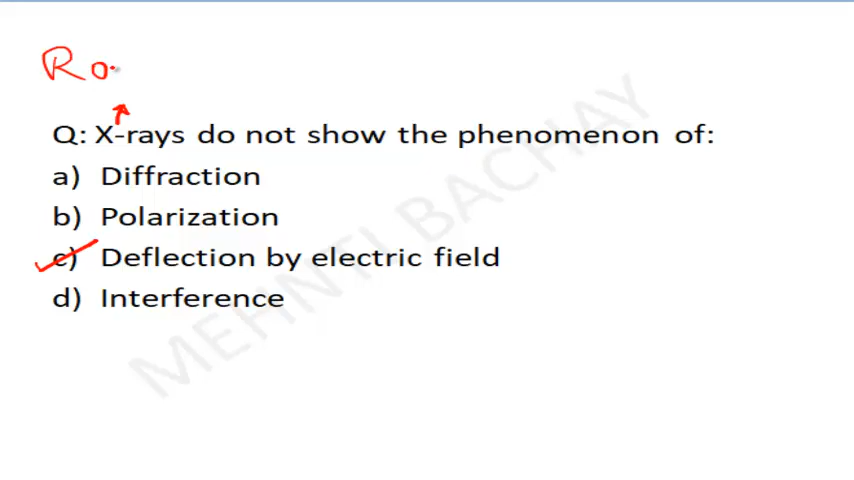 Ro
Q: X-rays do not show the phenomenon of:
a) Diffraction
b) Polarization
c) Deflection by electric field
d) Interference
MEHNTI BACHAY